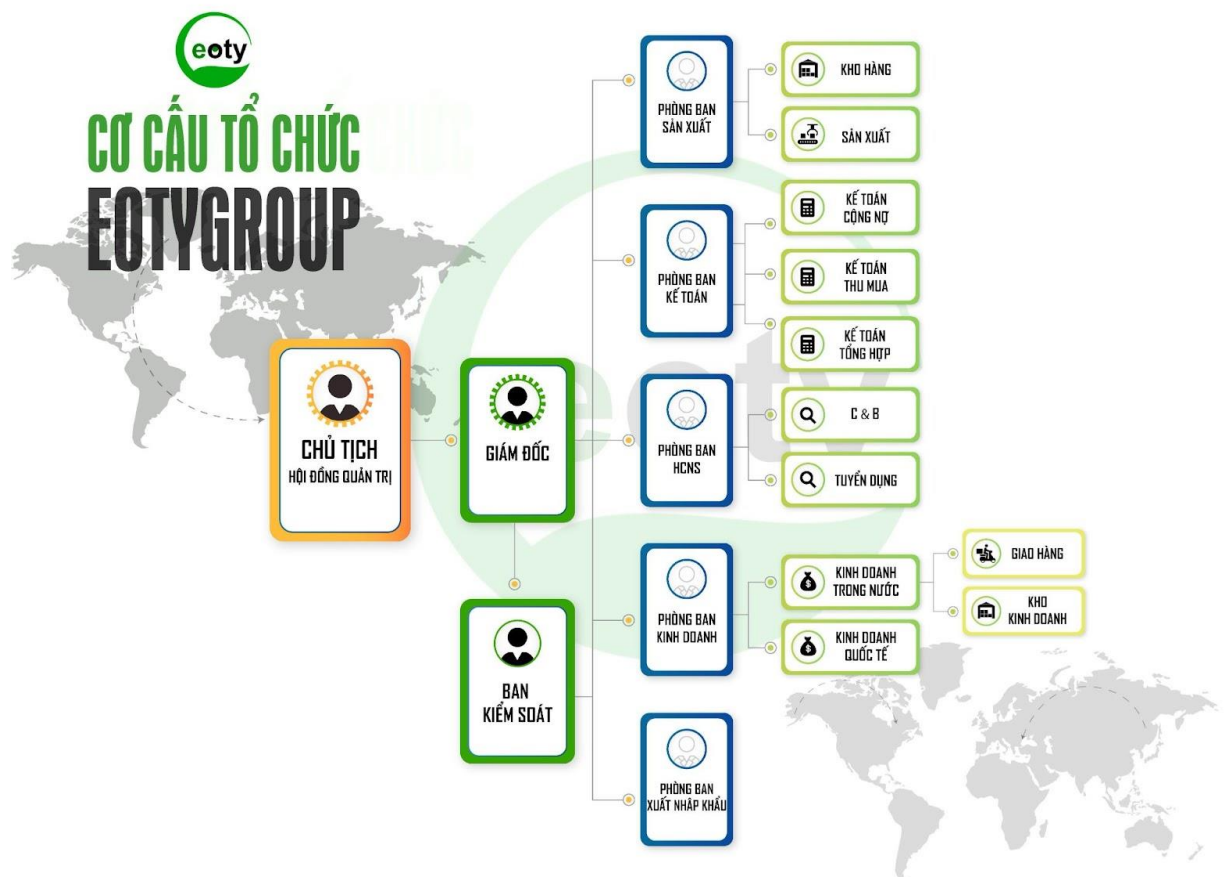 eoty
CƠ CẤU TỔ CHỨC
EOTYGROUP
CHỦ TỊCH
HỘI ĐỒNG QUẢN TRỊ
GIÁM ĐỐC
BAN
KIỂM SOÁT
PHÒNG BAN
SẢN XUẤT
KHO HÀNG
SẢN XUẤT
PHÒNG BAN
KẾ TOÁN
KẾ TOÁN
CỘNG NỢ
KẾ TOÁN
THU MUA
KẾ TOÁN
TỔNG HỢP
PHÒNG BAN
HCNS
C & B
TUYỂN DỤNG
PHÒNG BAN
KINH DOANH
KINH DOANH
TRONG NƯỚC
GIAO HÀNG
KHO
KINH DOANH
KINH DOANH
QUỐC TẾ
PHÒNG BAN
XUẤT NHẬP KHẨU
eoty